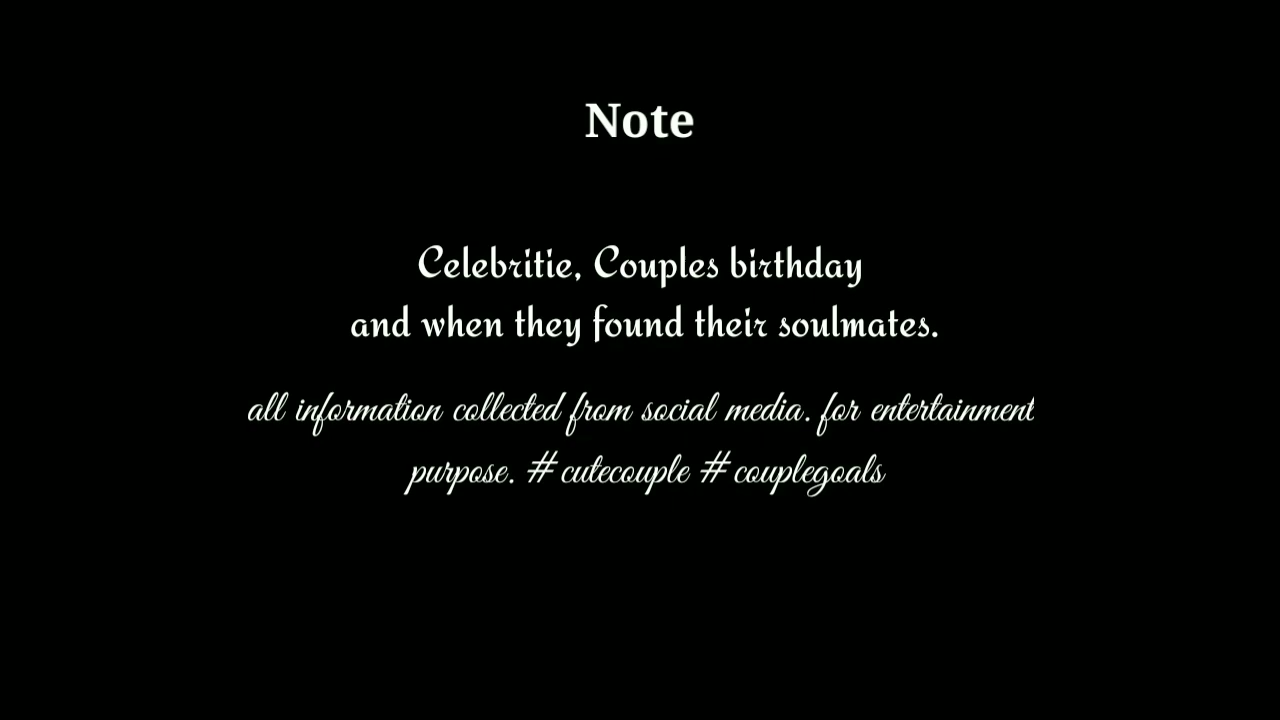 Note
Celebritie, Couples birthday
and when they found their soulmates.
all information collected from social media. for entertainment
purpose. #cutecouple #couplegoals